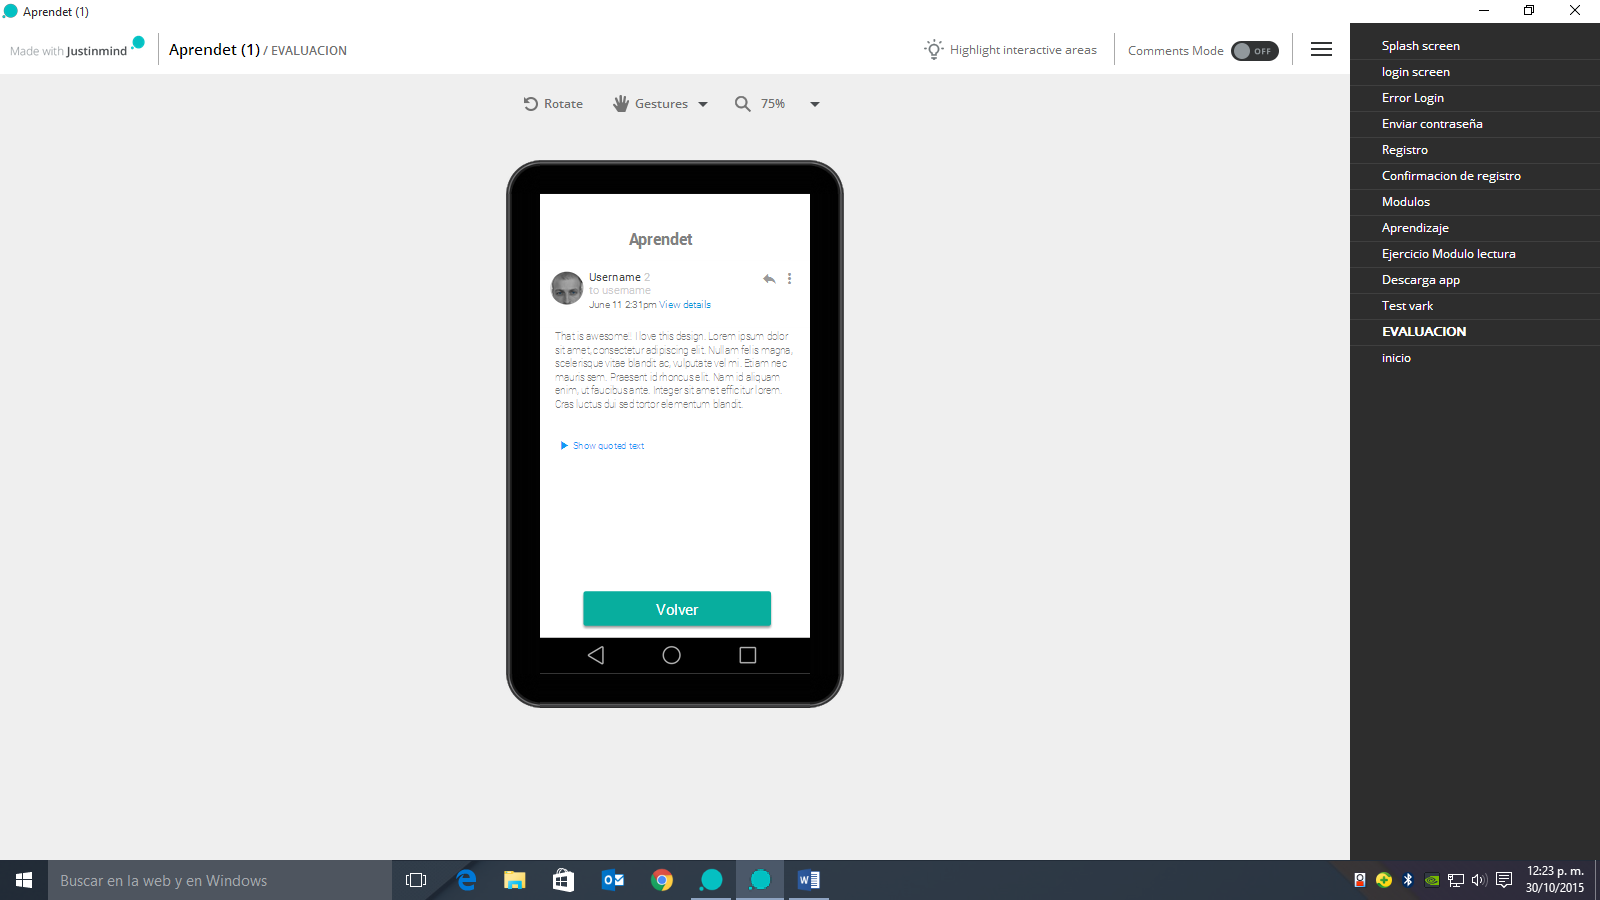 Aprendet (1)
Made with Justinmind
Aprendet (1) / EVALUACION
Highlight interactive areas
Comments Mode OFF
Rotate
Gestures
75%
Aprendet
Username 2
to username
June 11 2:31pm View details
That is awesome!. I love this design. Lorem ipsum dolor
sit amet, consectetur adipiscing elit. Nullam felis magna,
scelerisque vitae blandit ac, vulputate vel mi. Etiam nec
mauris sem. Praesent id rhoncus elit. Nam id aliquam
enim, ut faucibus ante. Integer sit amet efficitur lorem.
Cras luctus dui sed tortor elementum blandit.
Show quoted text
Volver
Splash screen
login screen
Error Login
Enviar contraseña
Registro
Confirmacion de registro
Modulos
Aprendizaje
Ejercicio Modulo lectura
Descarga app
Test vark
EVALUACION
inicio
Buscar en la web y en Windows
12:23 p. m.
30/10/2015